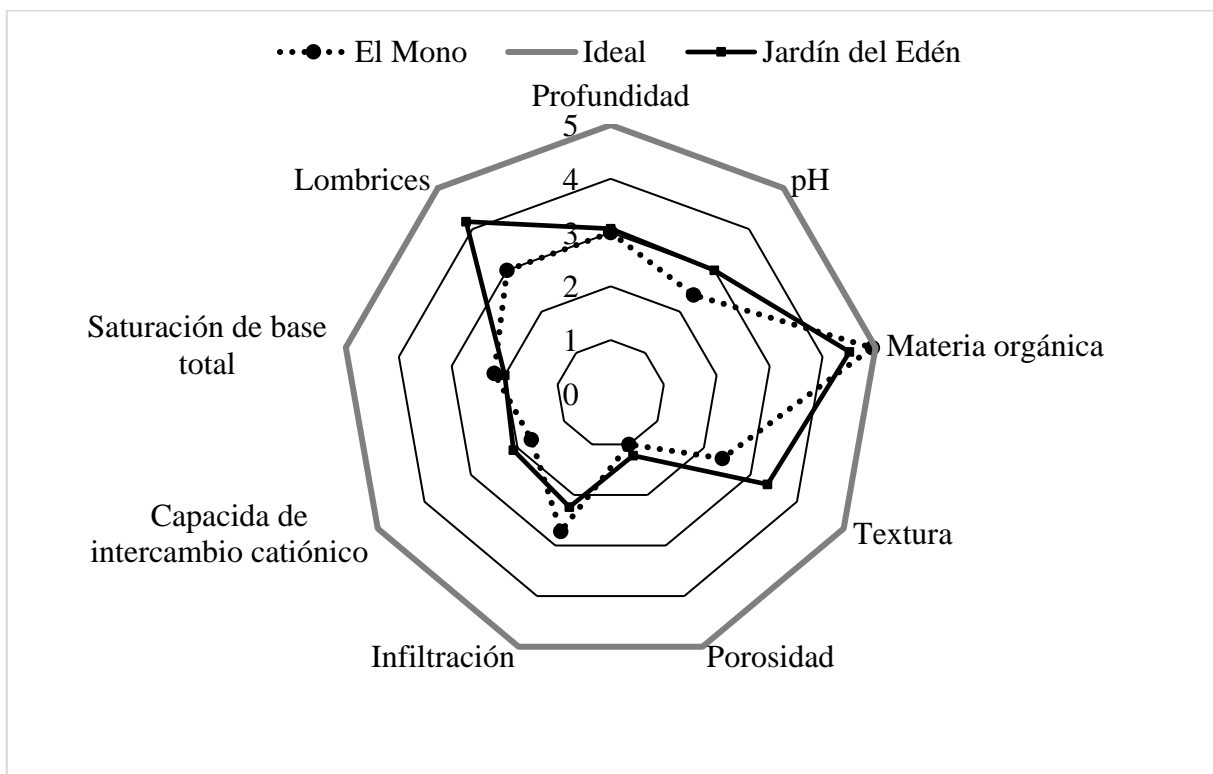 El Mono
Ideal
Jardín del Edén
Profundidad
5
Lombrices
4
pH
3
2
Saturación de base
total
1
Materia orgánica
0
Capacida de
intercambio catiónico
Textura
Infiltración
Porosidad